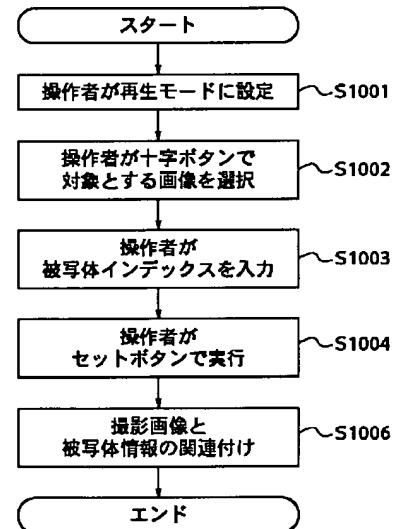 スタート
操作者が再生モードに設定
S1001
操作者が十字ボタンで
対象とする画像を選択
S1002
操作者が
被写体インデックスを入力
S1003
操作者が
セットボタンで実行
S1004
撮影画像と
被写体情報の関連付け
S1006
エンド